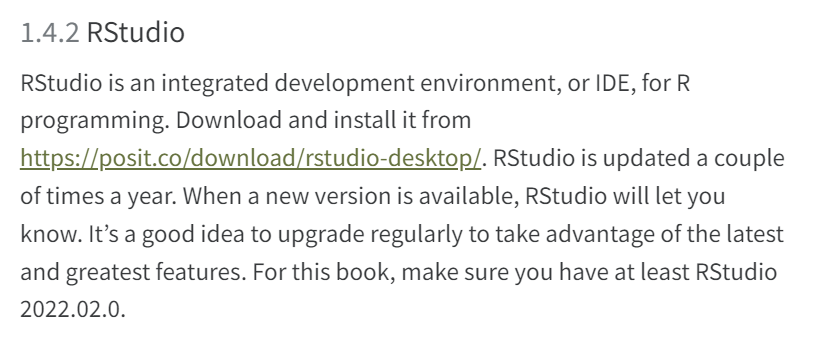 1.4.2 RStudio
RStudio is an integrated development environment, or IDE, for R
programming. Download and install it from
https://posit.co/download/rstudio-desktop/. RStudio is updated a couple
of times a year. When a new version is available, RStudio will let you
know. It’s a good idea to upgrade regularly to take advantage of the latest
and greatest features. For this book, make sure you have at least RStudio
2022.02.0.